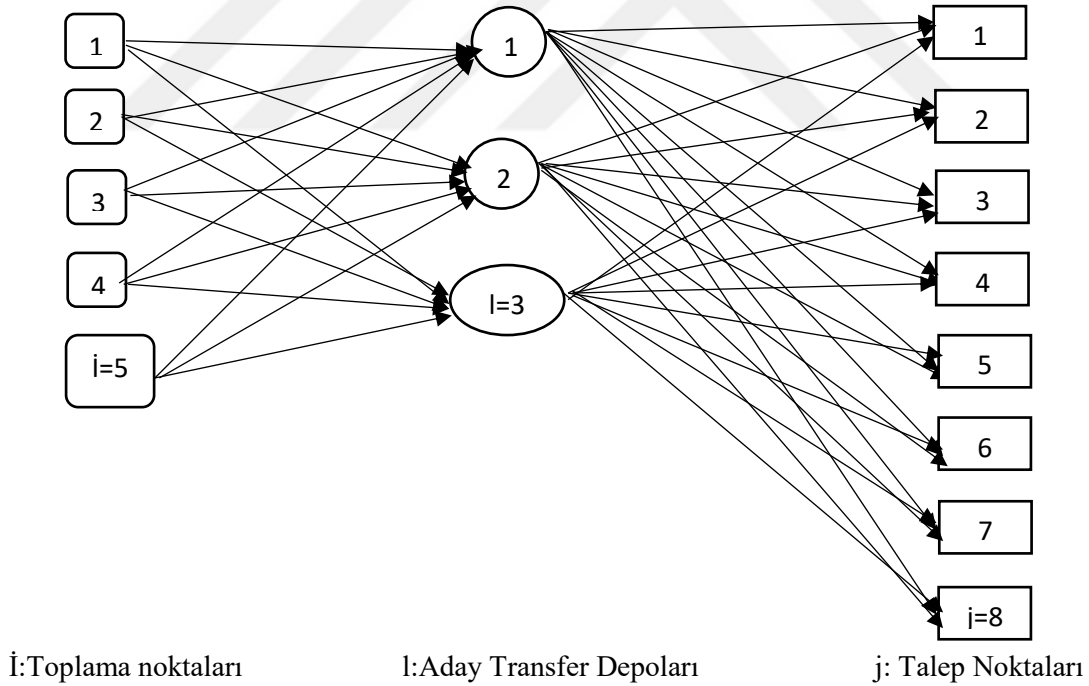 1
2
3
4
İ=5
1
2
l=3
1
2
3
4
5
6
7
j=8
İ:Toplama noktaları
l:Aday Transfer Depoları
j: Talep Noktaları